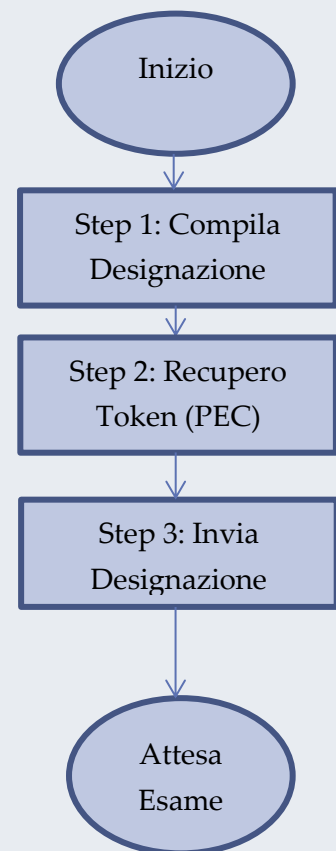 Inizio
Step 1: Compila
Designazione
Step 2: Recupero
Token (PEC)
Step 3: Invia
Designazione
Attesa
Esame